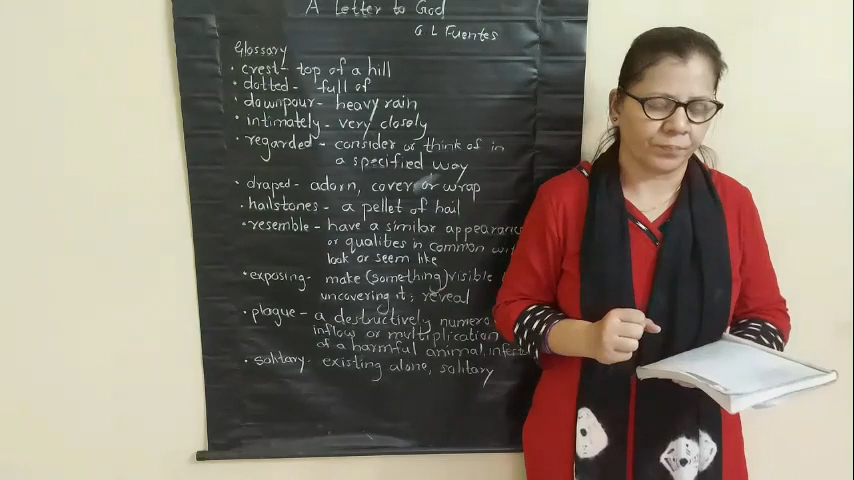 A Letter to God
G L Fuentes
Glossary
• crest - top of a hill
• dotted - full of
• downpour - heavy rain
• intimately - very closely
• regarded - consider or think of in
a specified way
• draped - adorn, cover or wrap
• hailstones - a pellet of hail
• resemble - have a similar appearance
or qualities in common
look or seem like
• exposing - make (something) visible
uncovering it; reveal
• plague - a destructively numero
inflow or multiplication
of a harmful animal, infest
• solitary - existing alone, solitary